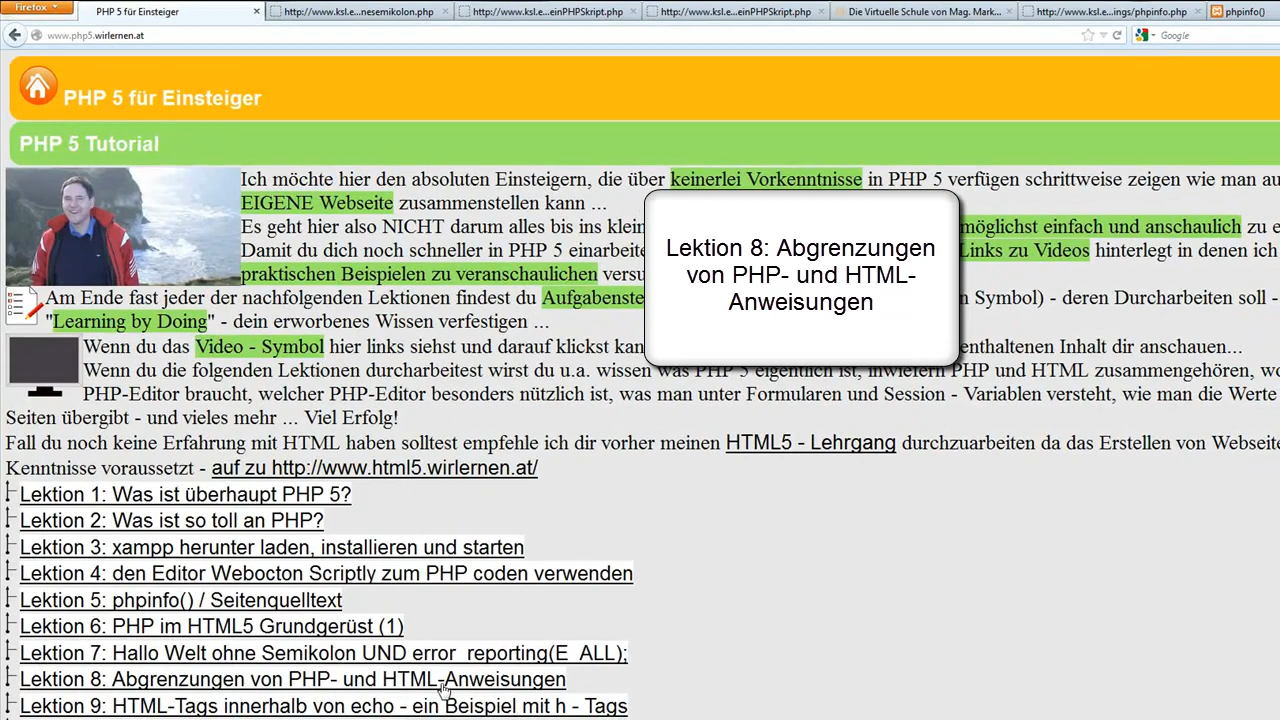 Firefox
PHP 5 für Einsteiger
http://www.ksl.e...nesemikolon.php
http://www.ksl.e...einPHPSkript.php
http://www.ksl.e...einPHPSkript.php
Die Virtuelle Schule von Mag. Mark...
http://www.ksl.e...ings/phpinfo.php
phpinfo()
www.php5.wirlernen.at
Google
PHP 5 für Einsteiger
PHP 5 Tutorial
Ich möchte hier den absoluten Einsteigern, die über keinerlei Vorkenntnisse in PHP 5 verfügen schrittweise zeigen wie man au
EIGENE Webseite zusammenstellen kann ...
Es geht hier also NICHT darum alles bis ins klein möglichst einfach und anschaulich zu e
Damit du dich noch schneller in PHP 5 einarbeite Links zu Videos hinterlegt in denen ich
praktischen Beispielen zu veranschaulichen versu
Lektion 8: Abgrenzungen
von PHP- und HTML-
Anweisungen
Am Ende fast jeder der nachfolgenden Lektionen findest du Aufgabenste n Symbol) - deren Durcharbeiten soll -
"Learning by Doing" - dein erworbenes Wissen verfestigen ...
Wenn du das Video - Symbol hier links siehst und darauf klickst kan enthaltenen Inhalt dir anschauen...
Wenn du die folgenden Lektionen durcharbeitest wirst du u.a. wissen was PHP 5 eigentlich ist, inwiefern PHP und HTML zusammengehören, wo
PHP-Editor braucht, welcher PHP-Editor besonders nützlich ist, was man unter Formularen und Session - Variablen versteht, wie man die Werte
Seiten übergibt - und vieles mehr ... Viel Erfolg!
Fall du noch keine Erfahrung mit HTML haben solltest empfehle ich dir vorher meinen HTML5 - Lehrgang durchzuarbeiten da das Erstellen von Webseite
Kenntnisse voraussetzt - auf zu http://www.html5.wirlernen.at/
Lektion 1: Was ist überhaupt PHP 5?
Lektion 2: Was ist so toll an PHP?
Lektion 3: xampp herunter laden, installieren und starten
Lektion 4: den Editor Webocton Scriptly zum PHP coden verwenden
Lektion 5: phpinfo() / Seitenquelltext
Lektion 6: PHP im HTML5 Grundgerüst (1)
Lektion 7: Hallo Welt ohne Semikolon UND error_reporting(E_ALL);
Lektion 8: Abgrenzungen von PHP- und HTML-Anweisungen
Lektion 9: HTML-Tags innerhalb von echo - ein Beispiel mit h - Tags